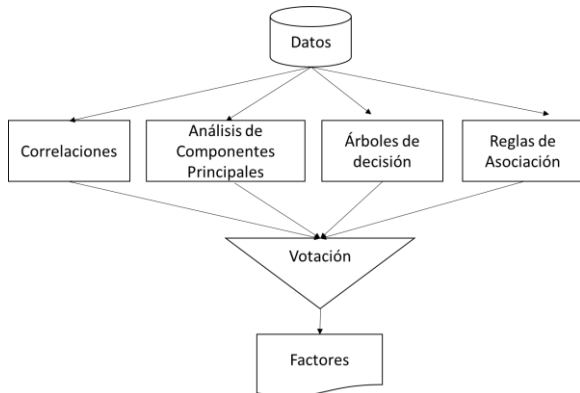 Datos
Correlaciones
Análisis de
Componentes
Principales
Árboles de
decisión
Reglas de
Asociación
Votación
Factores